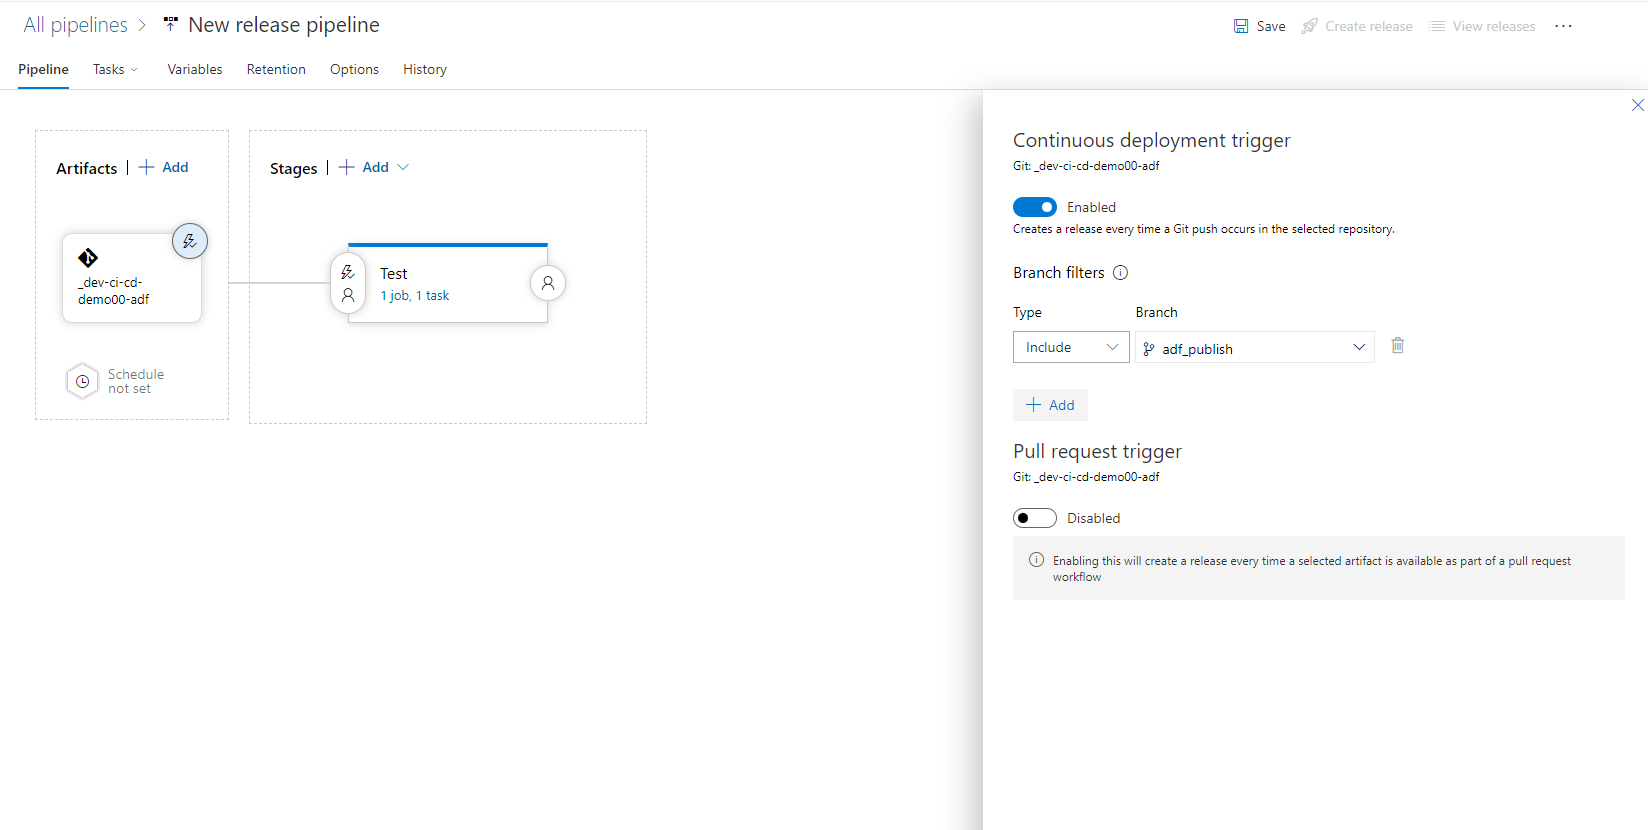 All pipelines > New release pipeline
Save Create release View releases ...
Pipeline Tasks Variables Retention Options History
Artifacts | + Add
Stages | + Add
_dev-ci-cd-
demo00-adf
Test
1 job, 1 task
Schedule
not set
Continuous deployment trigger
Git: _dev-ci-cd-demo00-adf
Enabled
Creates a release every time a Git push occurs in the selected repository.
Branch filters
Type Branch
Include adf_publish
+ Add
Pull request trigger
Git: _dev-ci-cd-demo00-adf
Disabled
Enabling this will create a release every time a selected artifact is available as part of a pull request
workflow